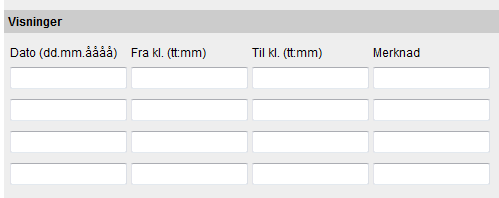 Visninger
Dato (dd.mm.åååå) Fra kl. (tt:mm) Til kl. (tt:mm) Merknad